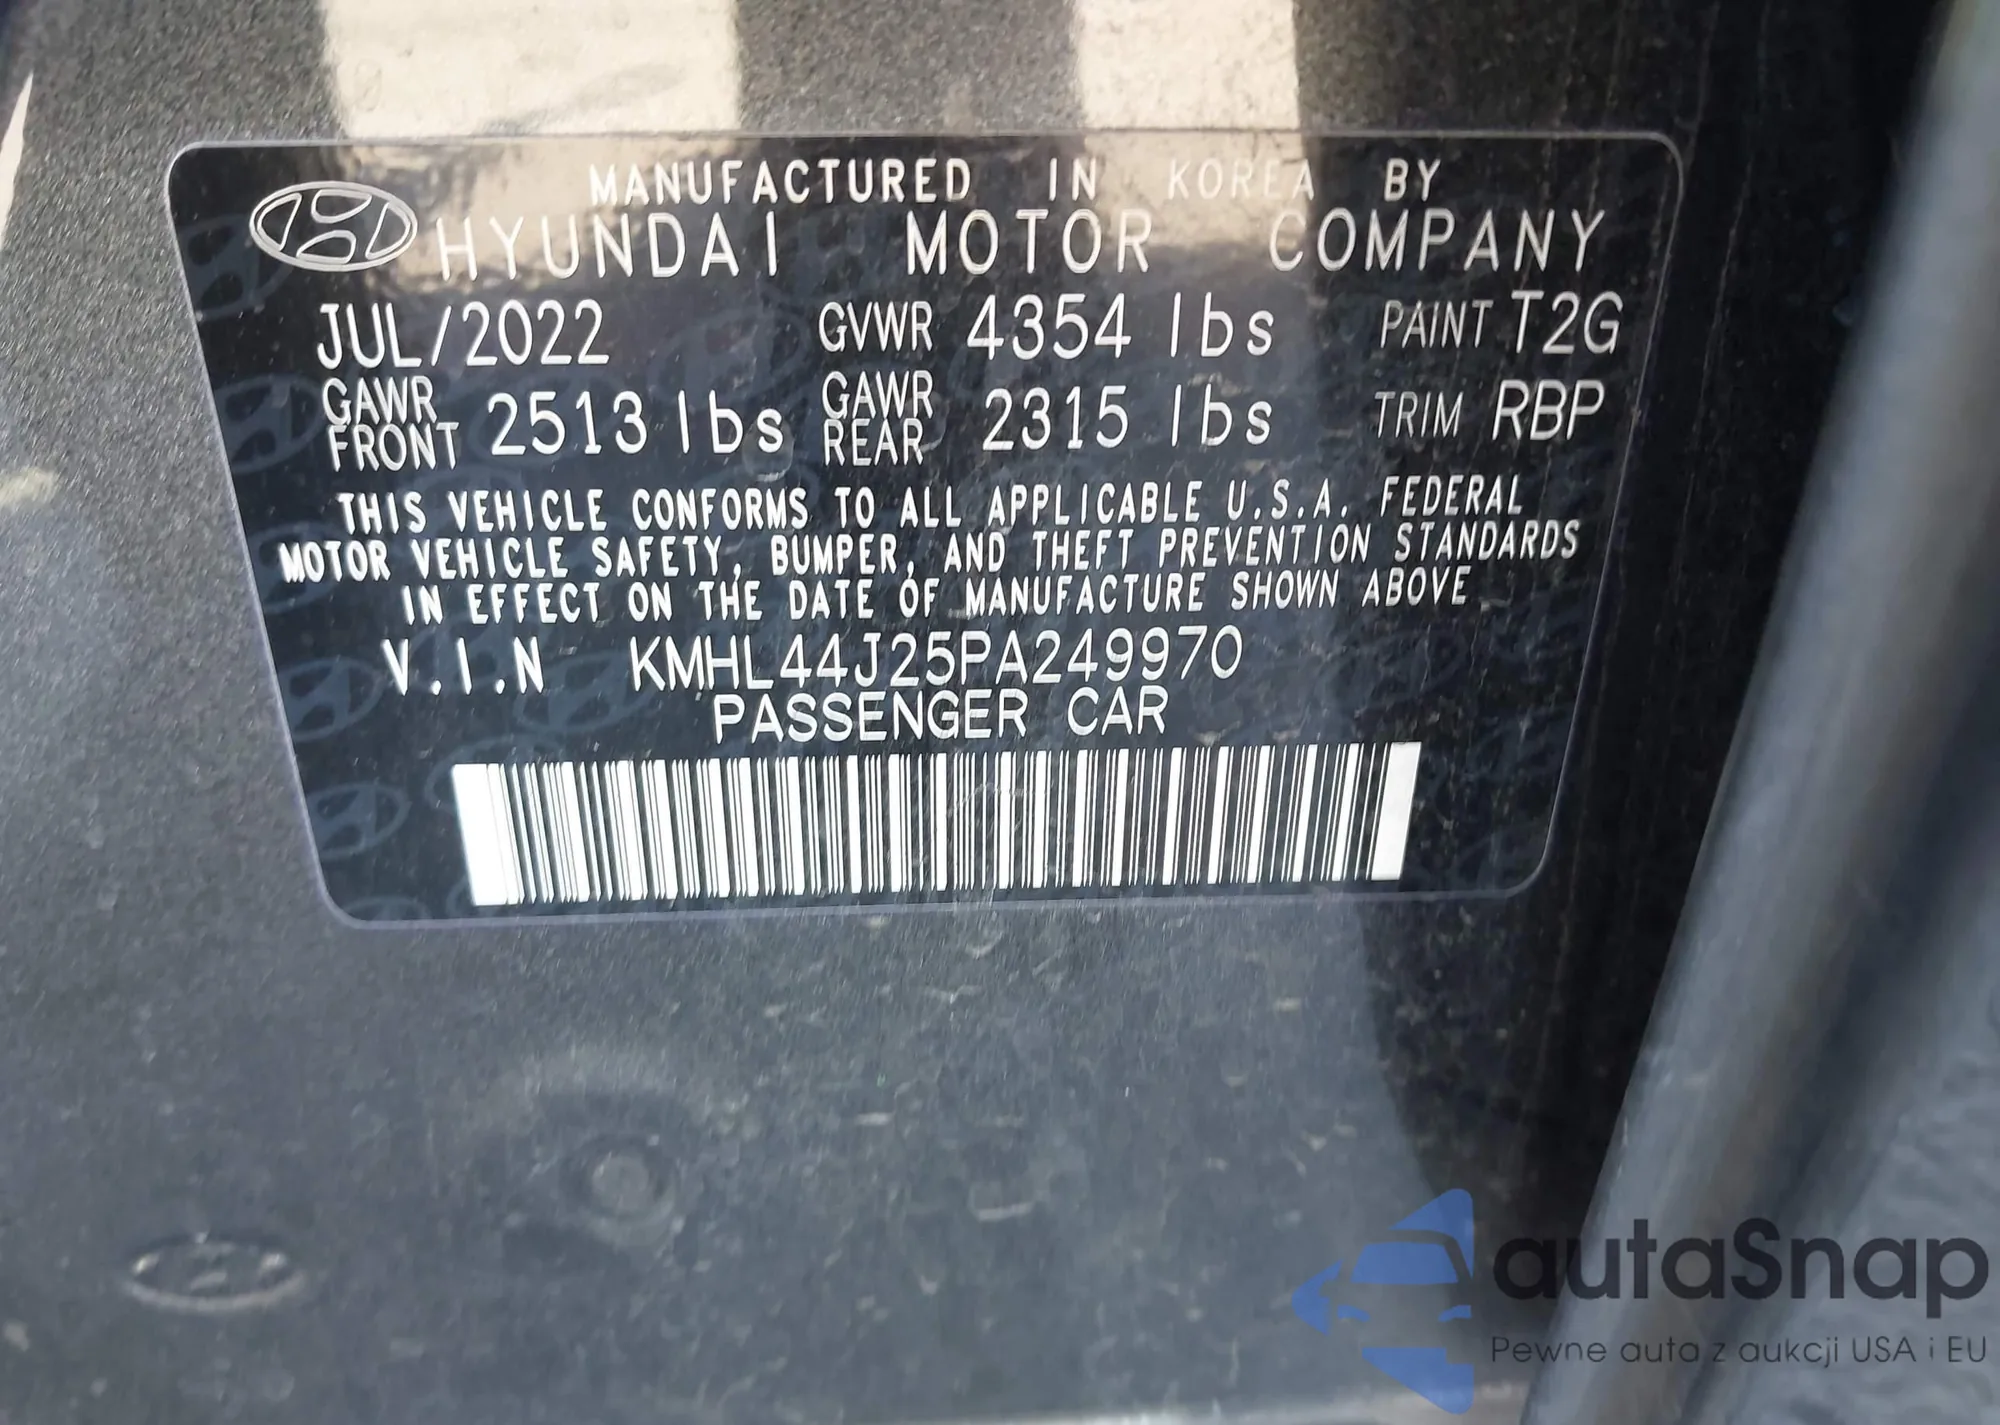 MANUFACTURED IN KOREA BY
HYUNDAI MOTOR COMPANY
JUL/2022 GVWR 4354 lbs PAINT T2G
GAWR FRONT 2513 lbs GAWR REAR 2315 lbs TRIM RBP
THIS VEHICLE CONFORMS TO ALL APPLICABLE U.S.A. FEDERAL
MOTOR VEHICLE SAFETY, BUMPER, AND THEFT PREVENTION STANDARDS
IN EFFECT ON THE DATE OF MANUFACTURE SHOWN ABOVE
V.I.N KMHL44J25PA249970
PASSENGER CAR
autaSnap
Pewne auta z aukcji USA i EU